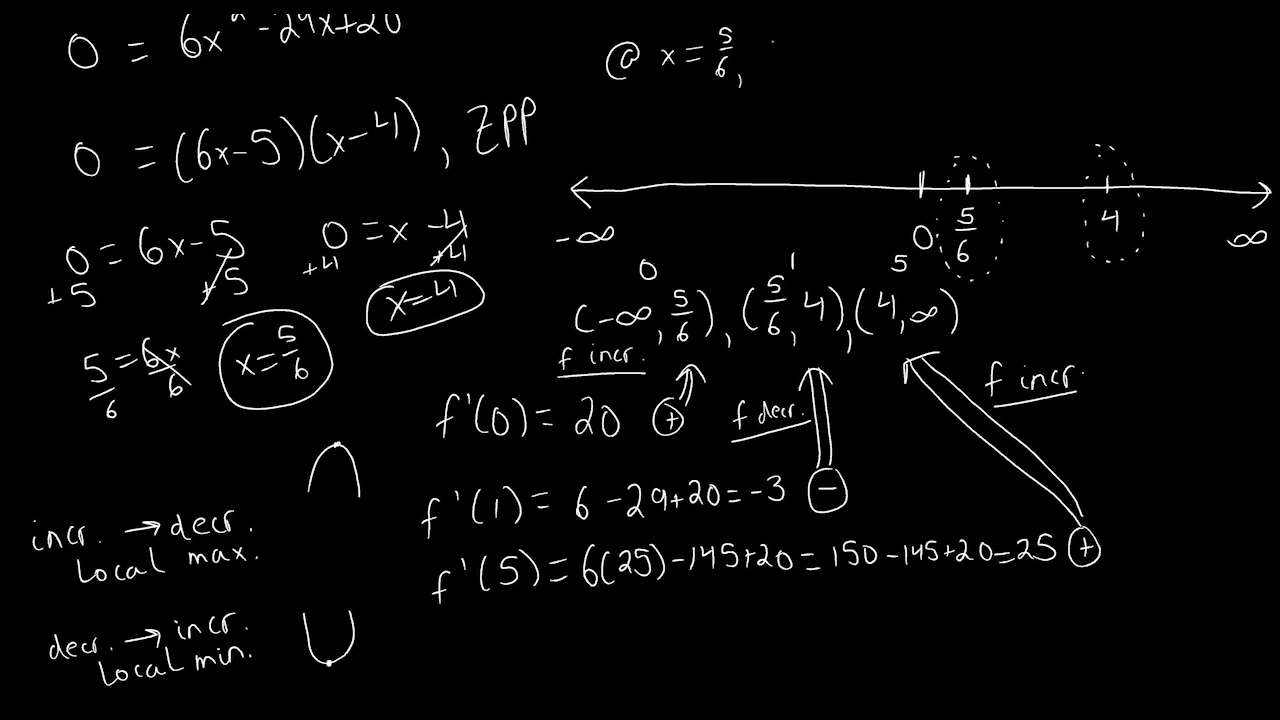 0 = 6x² - 29x + 20
0 = (6x-5)(x-4), ZPP
0 = 6x - 5
+5 +5
0 = x - 4
+4 +4
x = 4
5/6 = 6x/6
x = 5/6
incr. → decr.
Local max.
decr. → incr.
Local min.
@ x = 5/6,
-∞ 0 5/6 4 ∞
0 1 5
(-∞, 5/6), (5/6, 4), (4, ∞)
f incr.
f decr.
f incr.
f'(0) = 20 +
f'(1) = 6 - 29 + 20 = -3 -
f'(5) = 6(25) - 145 + 20 = 150 - 145 + 20 = 25 +